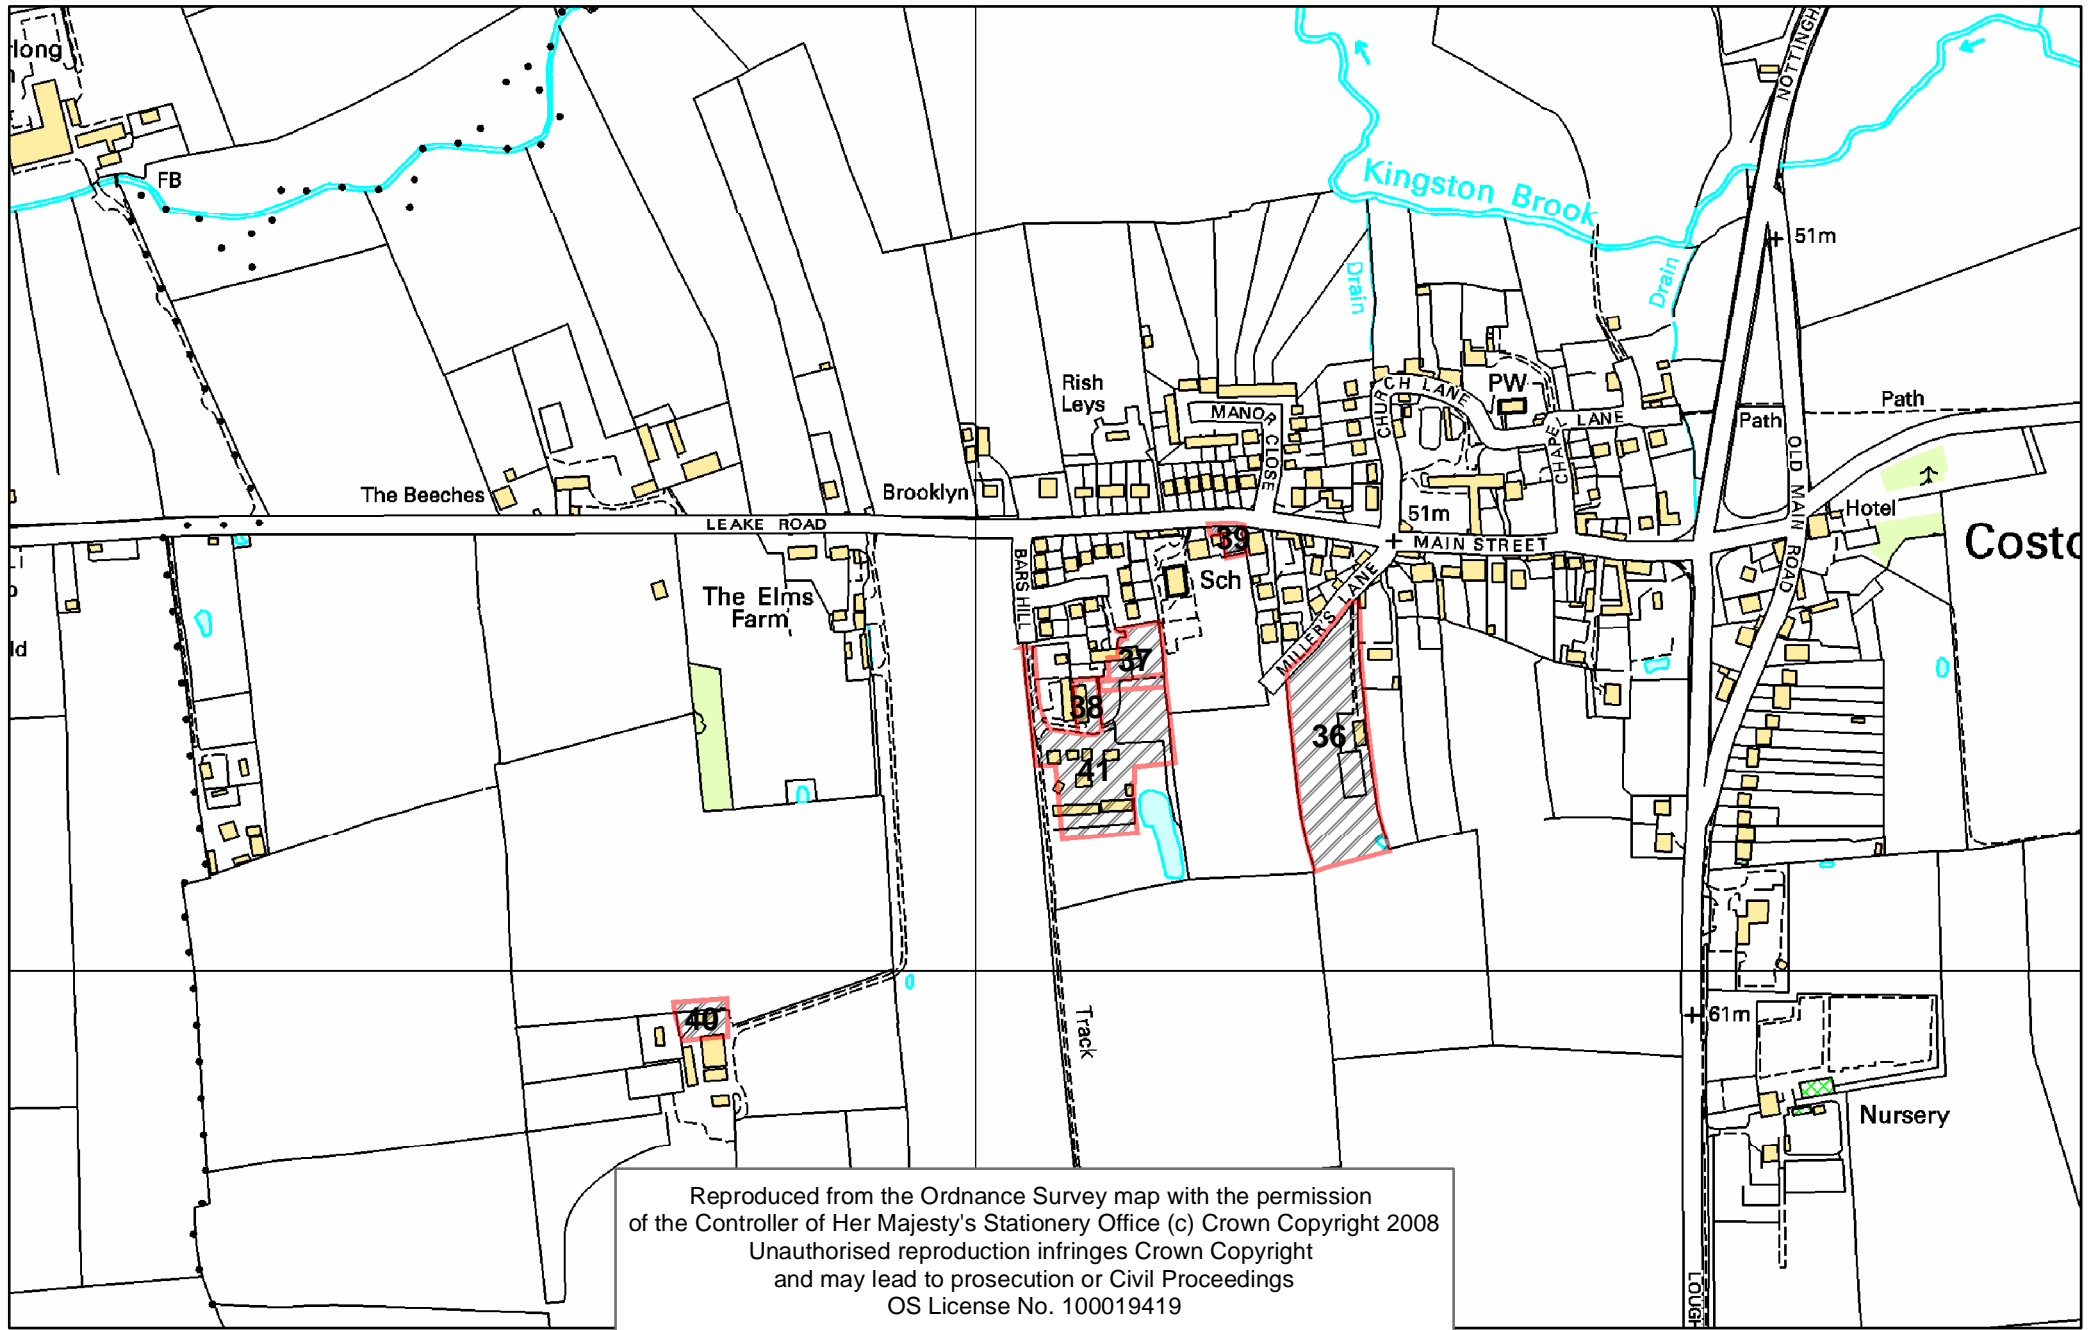 long
FB
Kingston Brook
Drain
Drain
NOTTINGH
51m
Rish
Leys
MANOR CLOSE
CHURCH LANE
PW
CHAPEL LANE
Path
Path
OLD MAIN ROAD
Hotel
The Beeches
Brooklyn
LEAKE ROAD
51m
MAIN STREET
39
Sch
BARS HILL
MILLERS LANE
The Elms
Farm
Costo
ld
37
38
36
41
40
Track
61m
Nursery
LOUGH
Reproduced from the Ordnance Survey map with the permission
of the Controller of Her Majesty's Stationery Office (c) Crown Copyright 2008
Unauthorised reproduction infringes Crown Copyright
and may lead to prosecution or Civil Proceedings
OS License No. 100019419